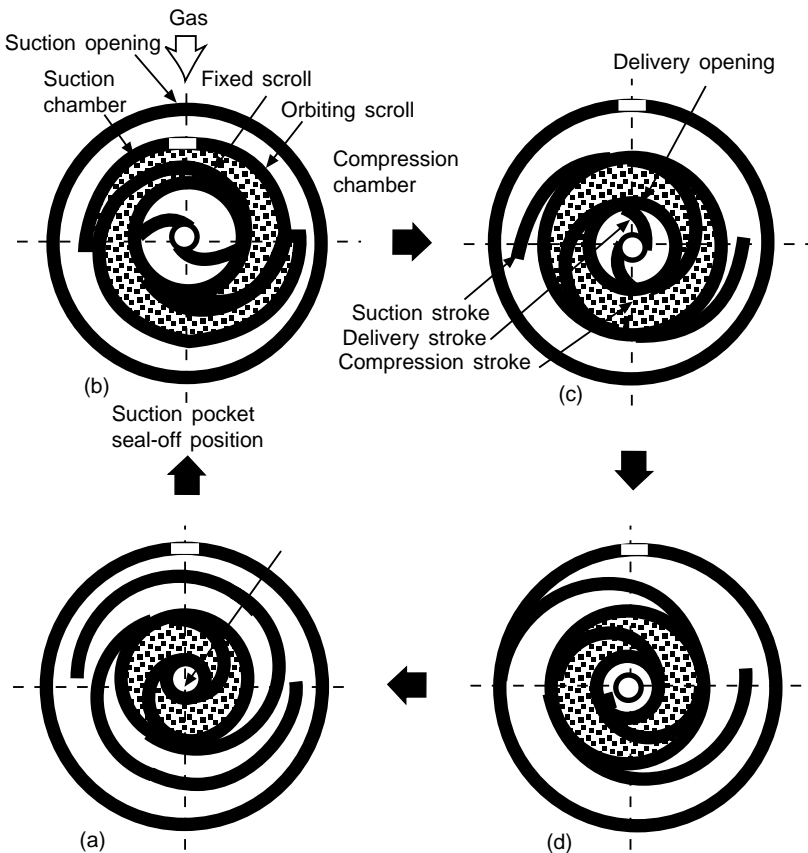 Gas
Suction opening
Suction
chamber
Fixed scroll
Orbiting scroll
Delivery opening
Compression
chamber
Suction stroke
Delivery stroke
Compression stroke
(b)
(c)
Suction pocket
seal-off position
(a)
(d)